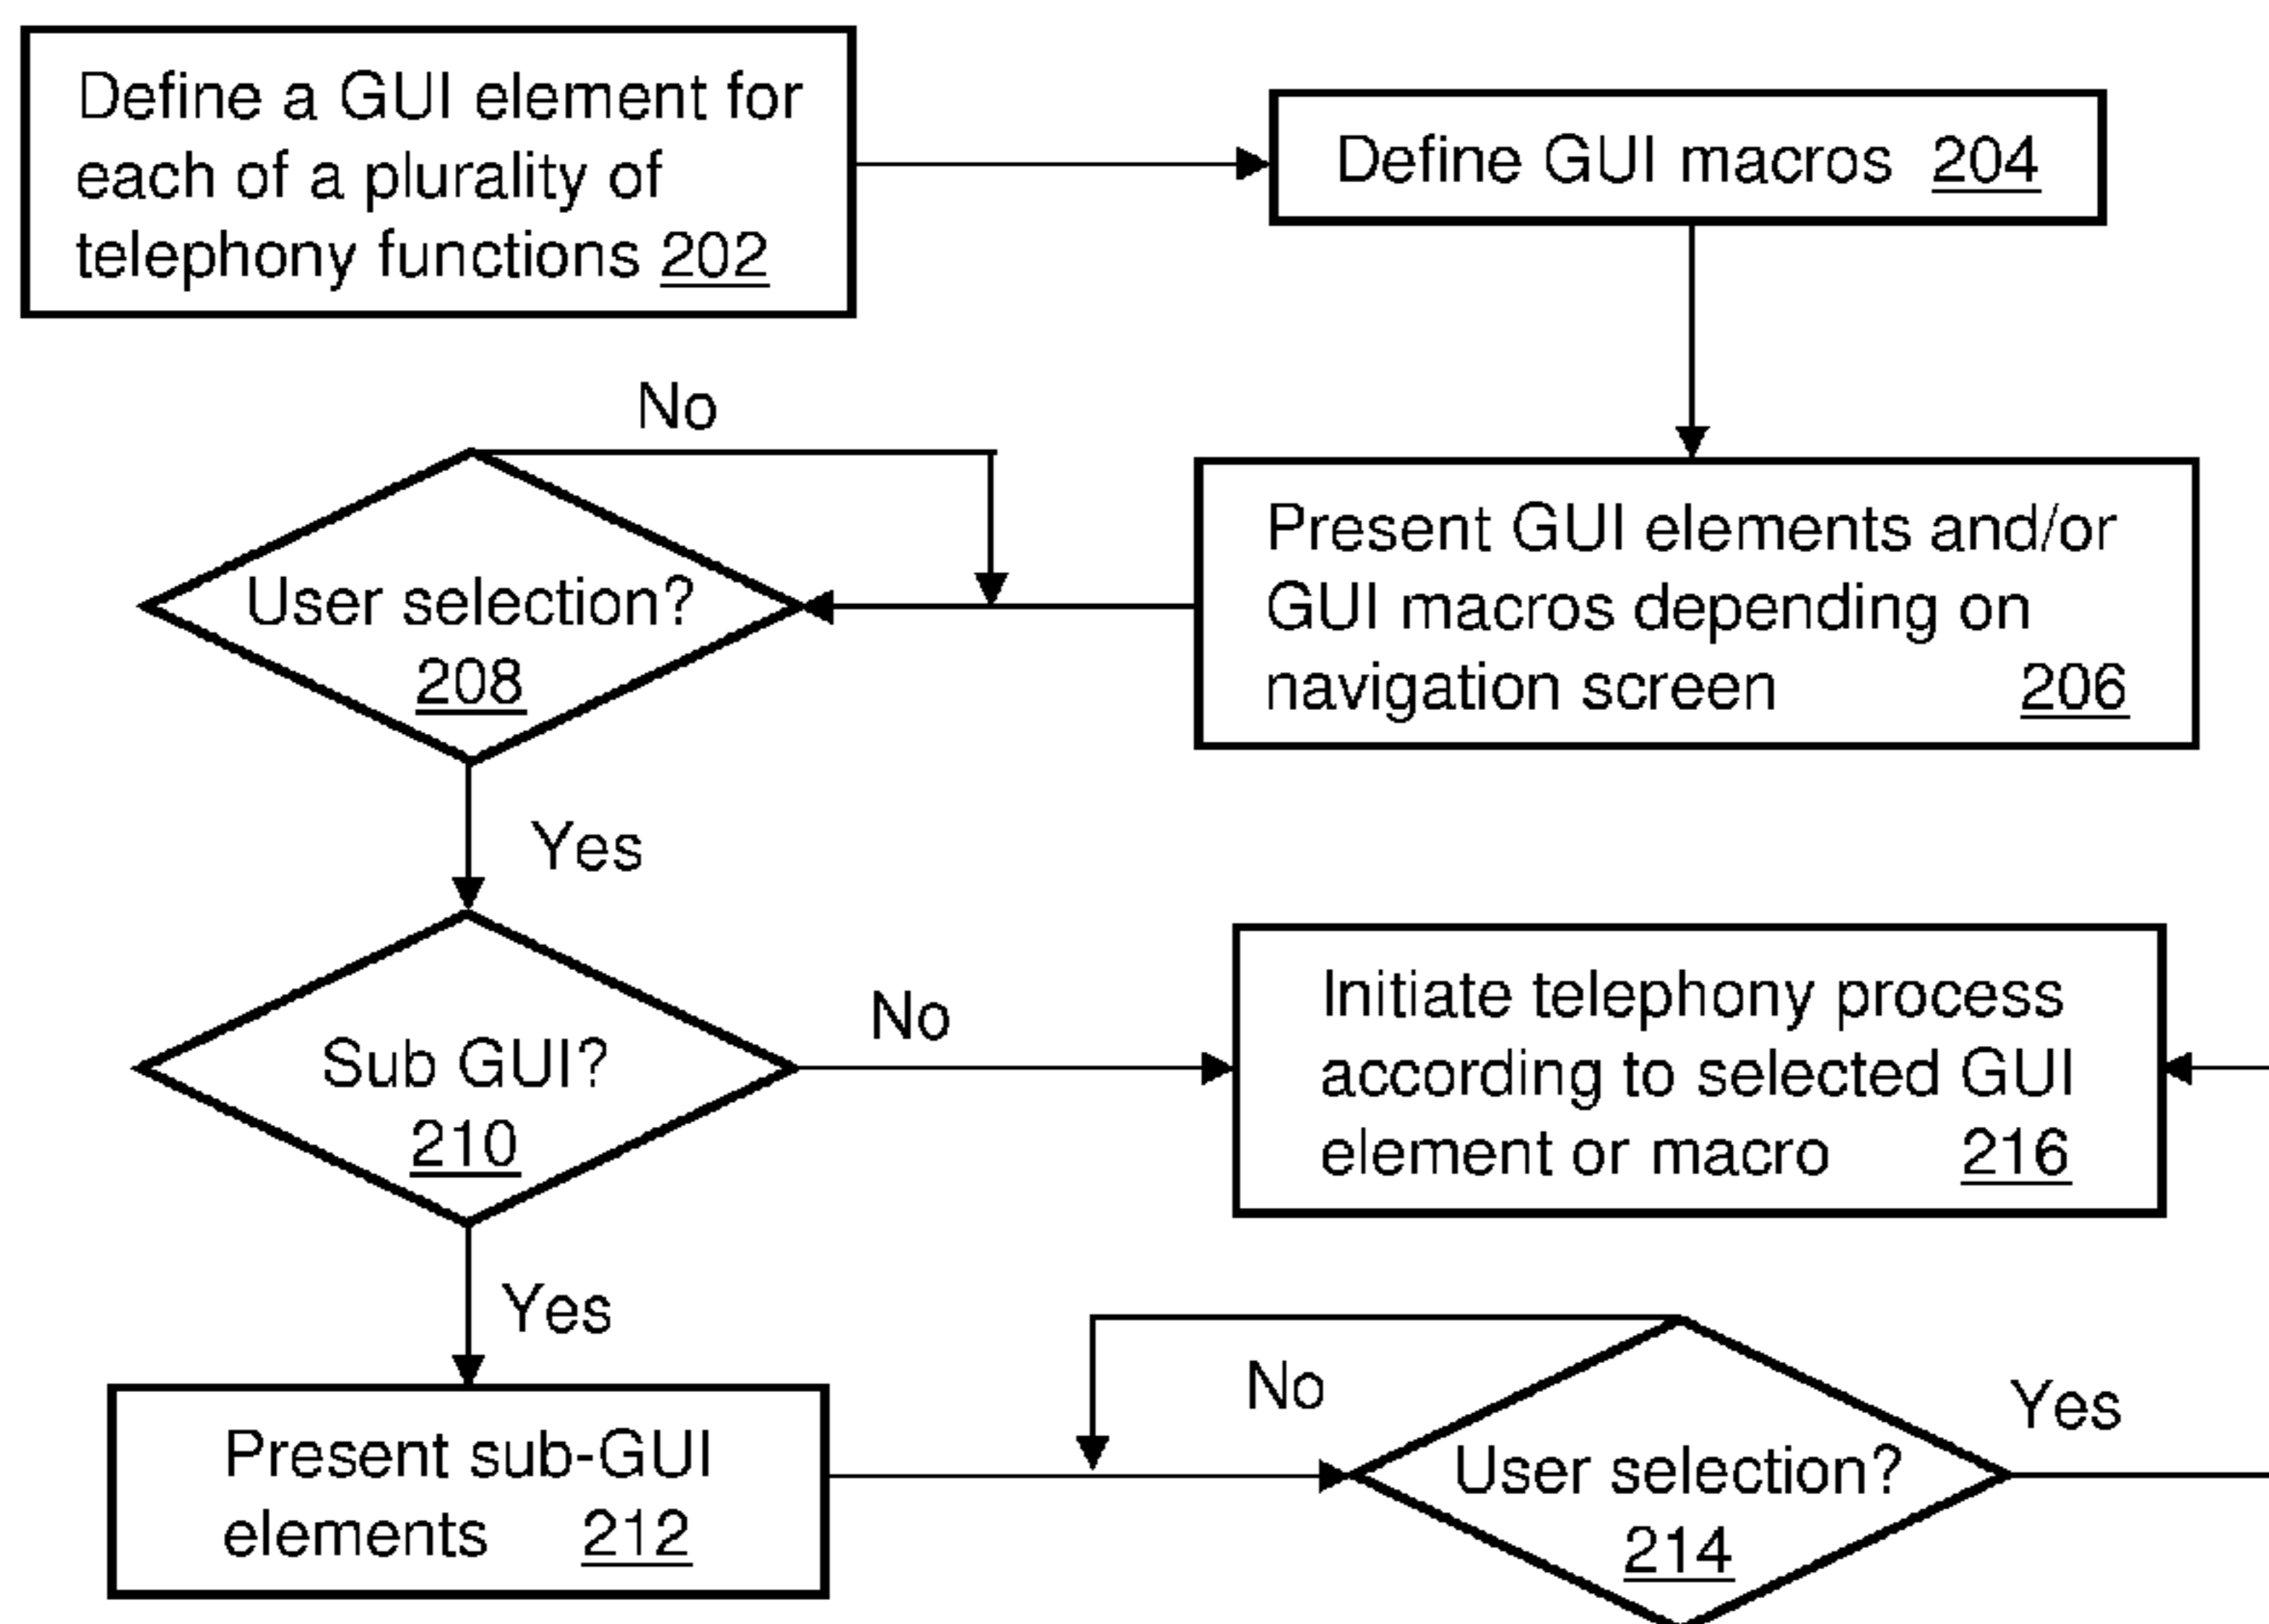 Define a GUI element for
each of a plurality of
telephony functions 202
Define GUI macros 204
No
User selection?
208
Present GUI elements and/or
GUI macros depending on
navigation screen 206
Yes
Sub GUI?
210
No
Initiate telephony process
according to selected GUI
element or macro 216
Yes
Present sub-GUI
elements 212
No
User selection?
214
Yes